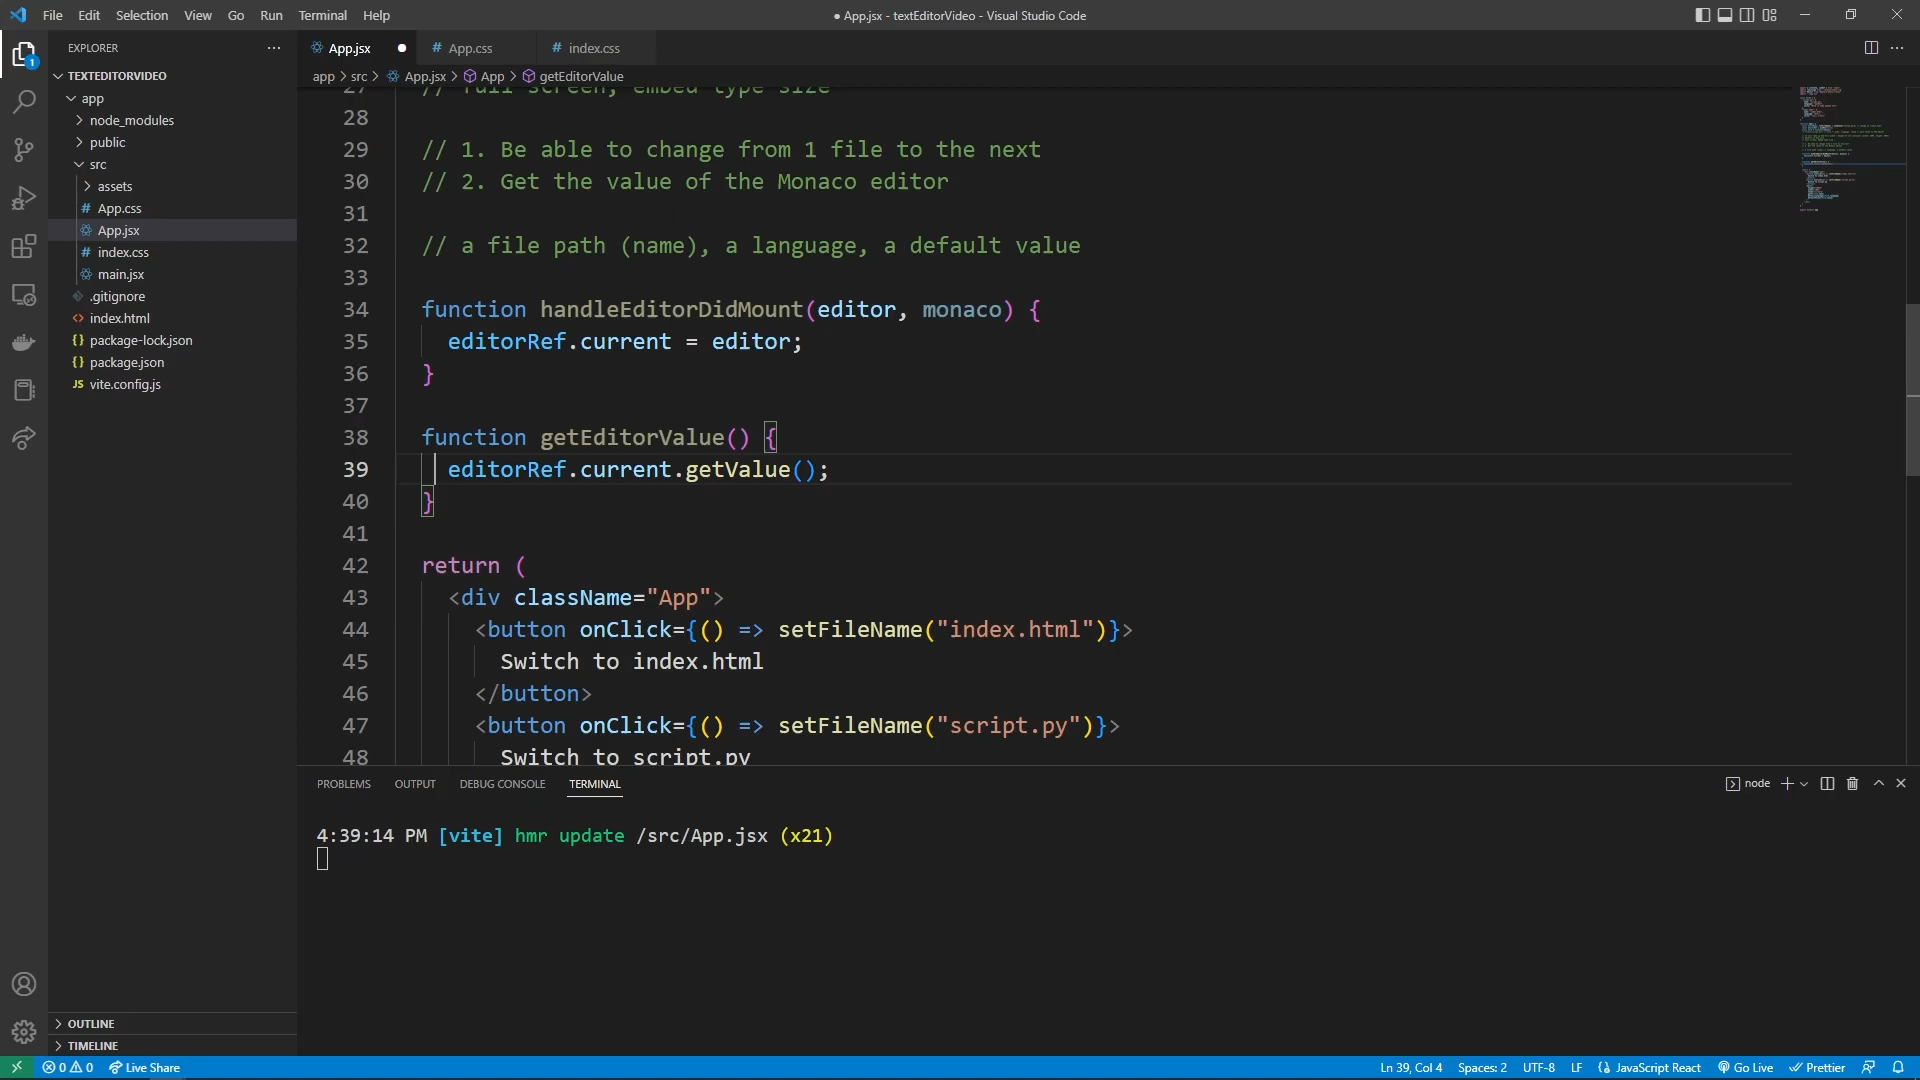 File Edit Selection View Go Run Terminal Help
● App.jsx - textEditorVideo - Visual Studio Code
EXPLORER
App.jsx
# App.css
# index.css
TEXTEDITORVIDEO
app > src > App.jsx > App > getEditorValue
app
node_modules
public
src
assets
# App.css
App.jsx
# index.css
main.jsx
.gitignore
<> index.html
{} package-lock.json
{} package.json
JS vite.config.js
1
27 // full screen, embed type size
28
29 // 1. Be able to change from 1 file to the next
30 // 2. Get the value of the Monaco editor
31
32 // a file path (name), a language, a default value
33
34 function handleEditorDidMount(editor, monaco) {
35 editorRef.current = editor;
36 }
37
38 function getEditorValue() {
39 editorRef.current.getValue();
40 }
41
42 return (
43 <div className="App">
44 <button onClick={() => setFileName("index.html")}>
45 Switch to index.html
46 </button>
47 <button onClick={() => setFileName("script.py")}>
48 Switch to script.py
PROBLEMS OUTPUT DEBUG CONSOLE TERMINAL
node
4:39:14 PM [vite] hmr update /src/App.jsx (x21)
OUTLINE
TIMELINE
0 0 Live Share
Ln 39, Col 4 Spaces: 2 UTF-8 LF JavaScript React Go Live Prettier